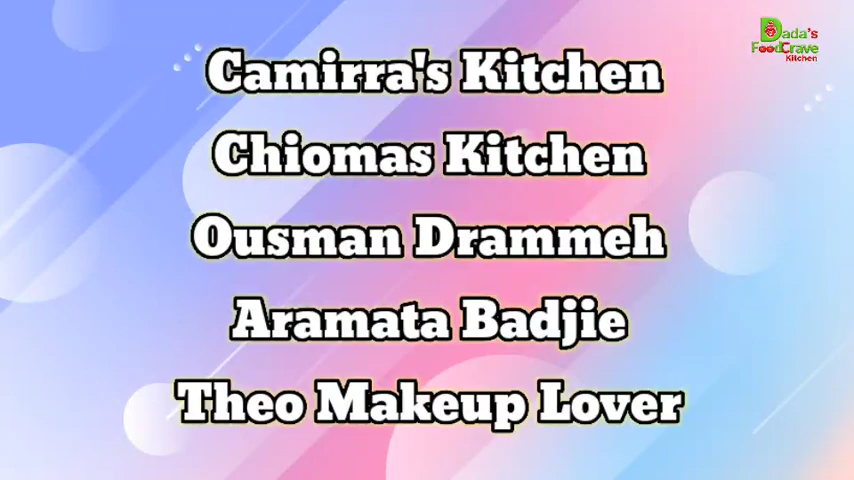 Dada's
FoodCrave
Kitchen
Camirra's Kitchen
Chiomas Kitchen
Ousman Drammeh
Aramata Badjie
Theo Makeup Lover